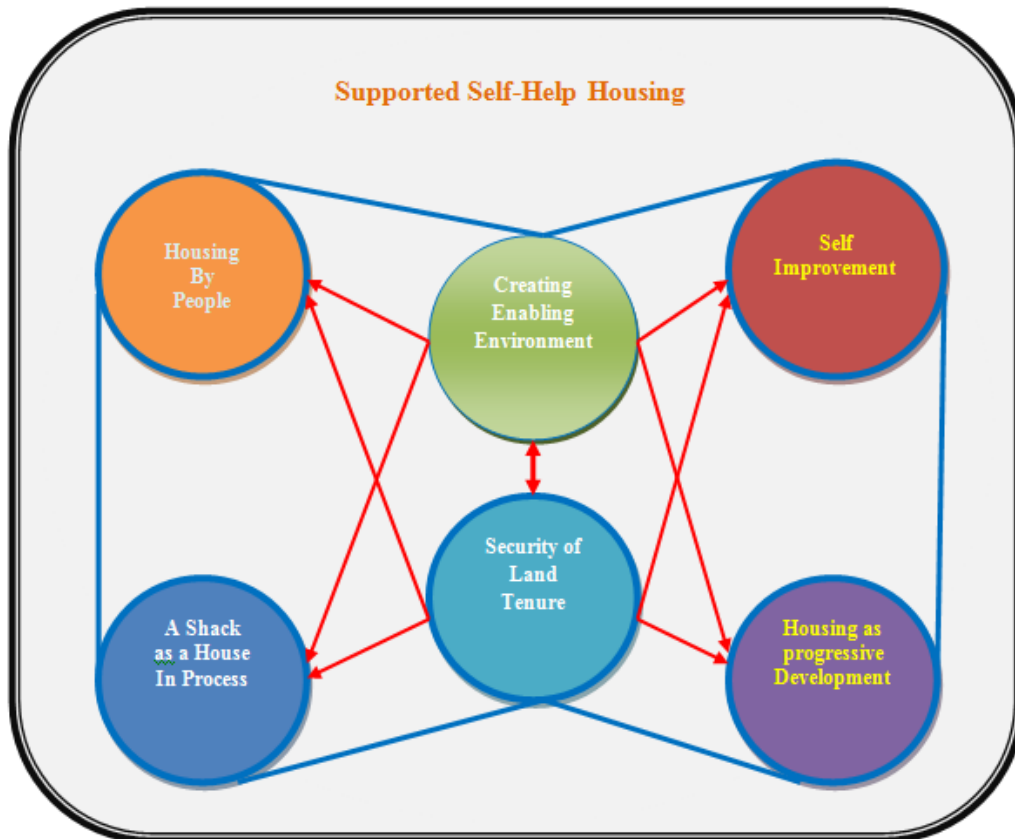 Supported Self-Help Housing
Housing
By
People
Creating
Enabling
Environment
Self
Improvement
A Shack
as a House
In Process
Security of
Land
Tenure
Housing as
progressive
Development